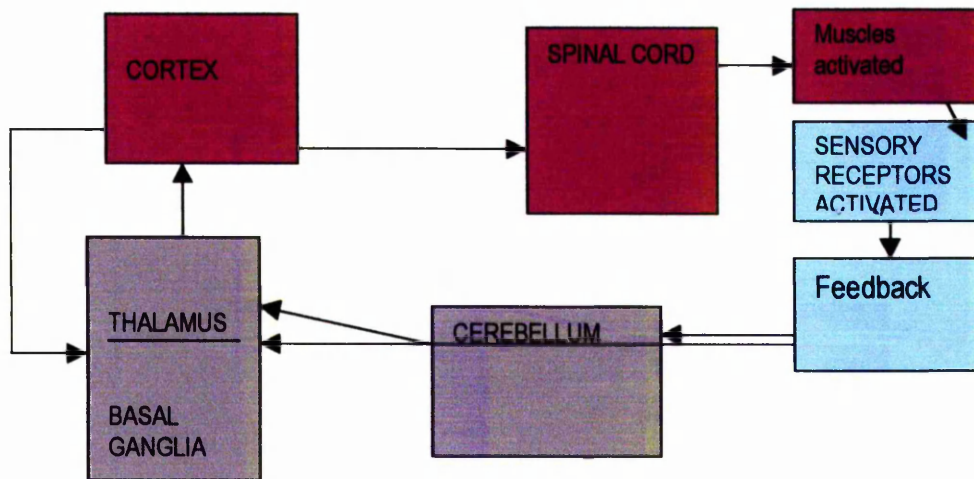 CORTEX
SPINAL CORD
Muscles
activated
SENSORY
RECEPTORS
ACTIVATED
Feedback
THALAMUS
BASAL
GANGLIA
CEREBELLUM